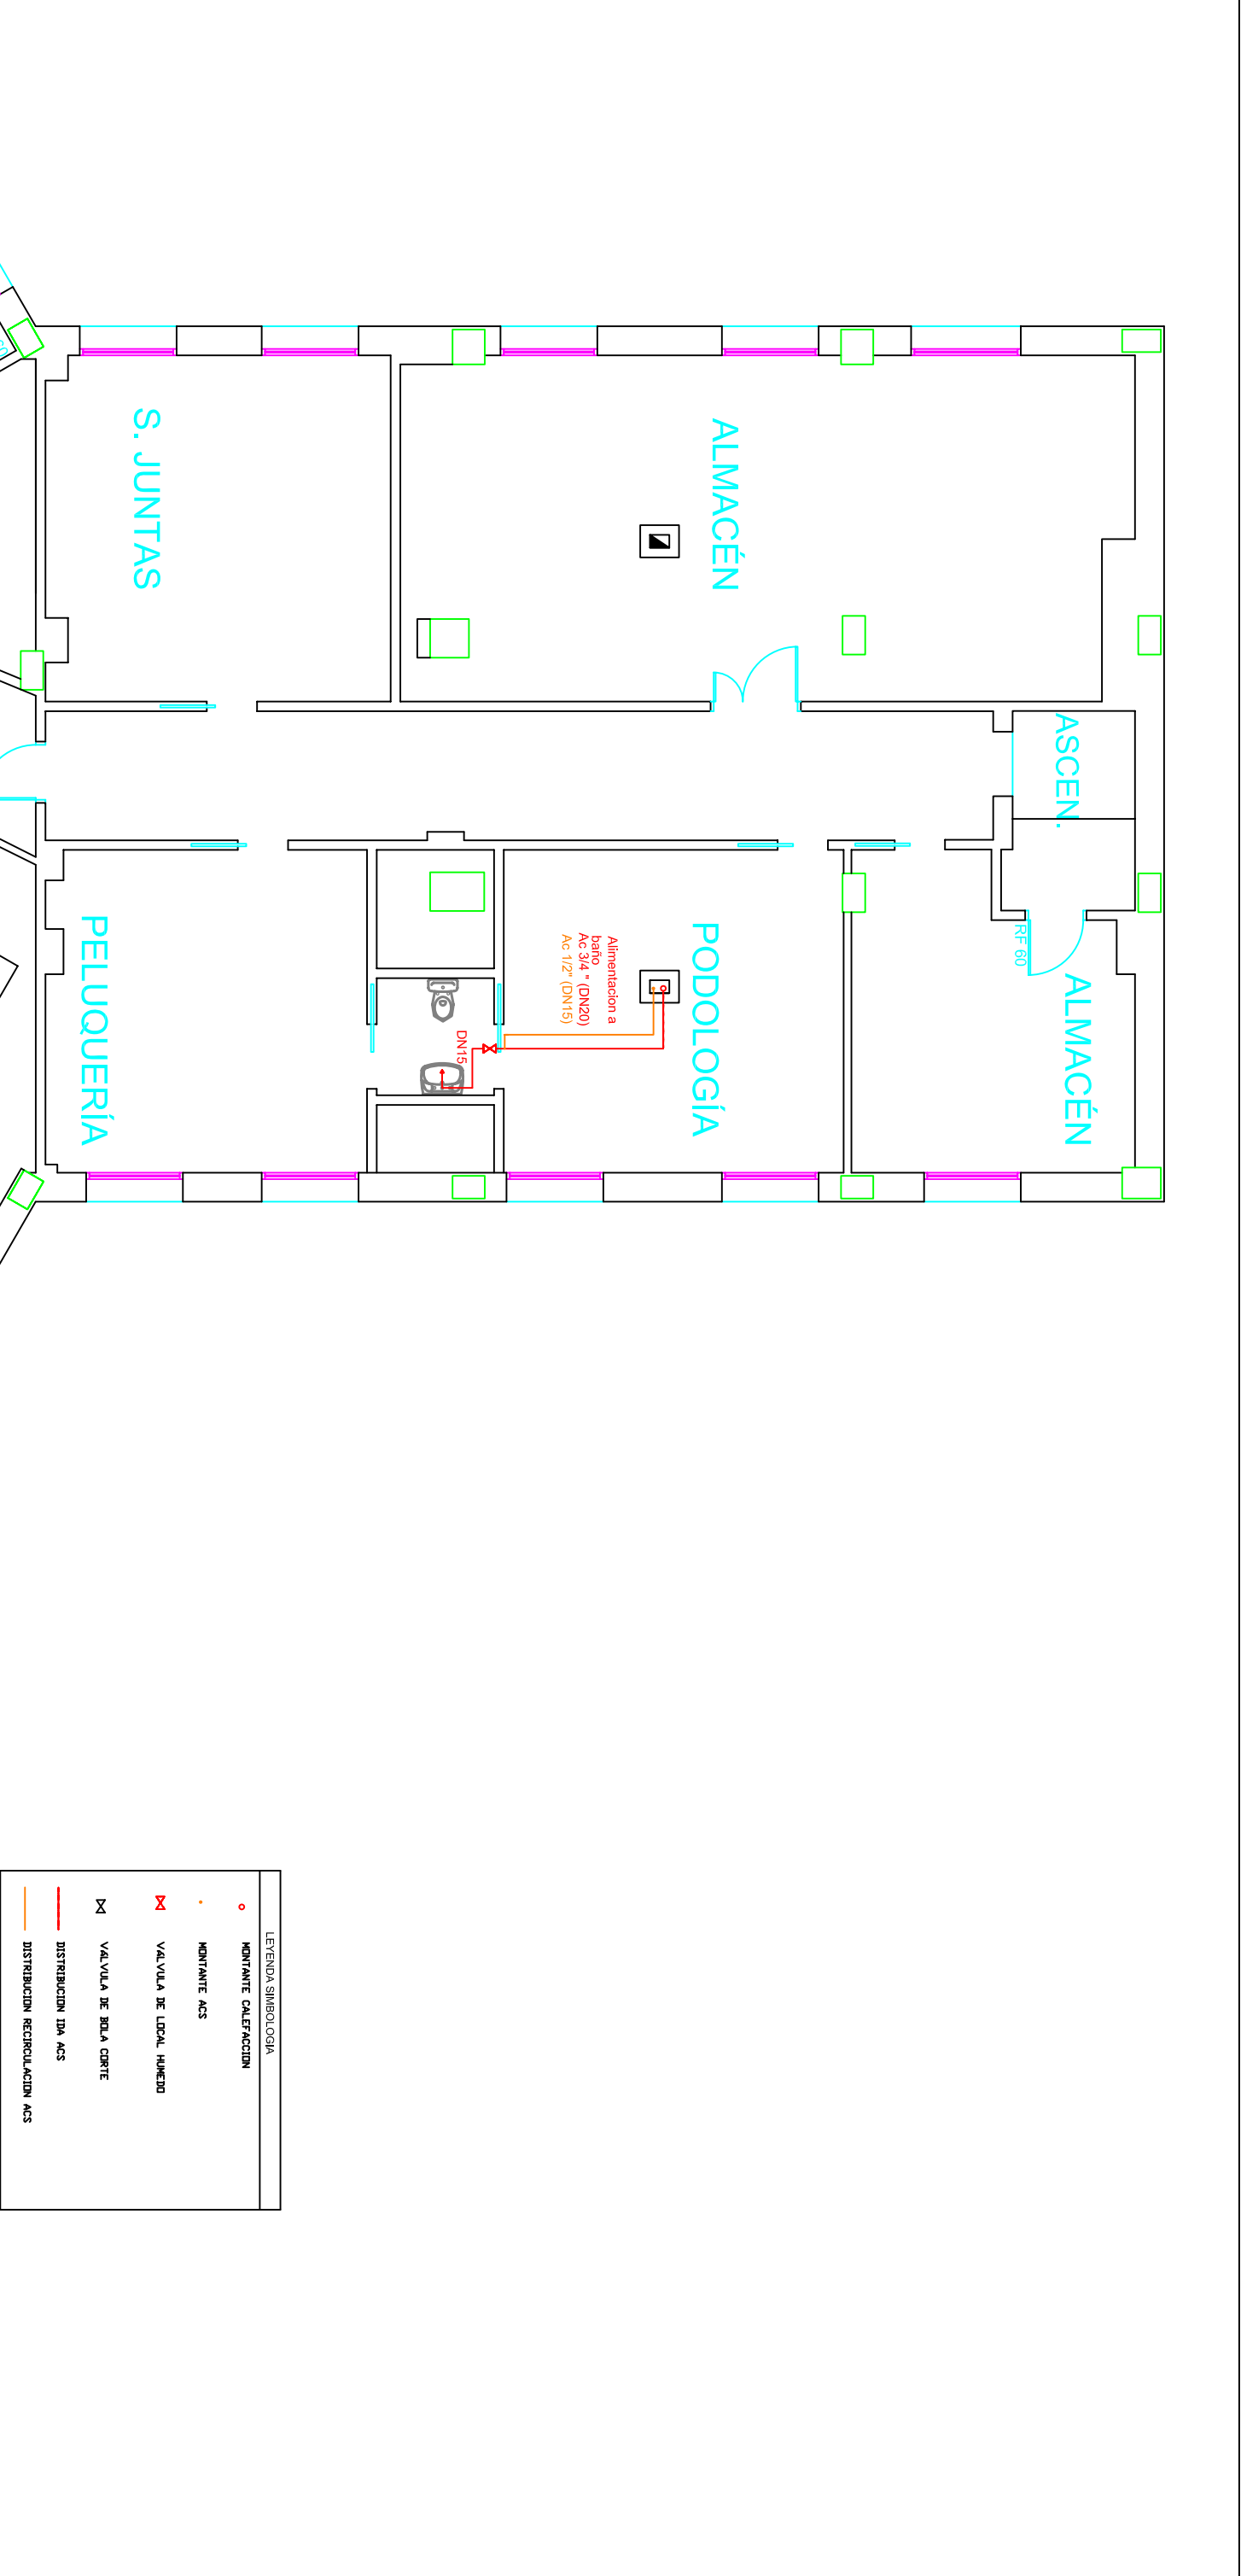 S. JUNTAS
ALMACÉN
ASCEN.
RF 60
ALMACÉN
PODOLOGÍA
Alimentacion a
baño
Ac 3/4 " (DN20)
Ac 1/2" (DN15)
DN15
PELUQUERÍA
LEYENDA SIMBOLOGIA
MONTANTE CALEFACCION
MONTANTE ACS
VALVULA DE LOCAL HUMEDO
VALVULA DE BOLA CORTE
DISTRIBUCION IDA ACS
DISTRIBUCION RECIRCULACION ACS